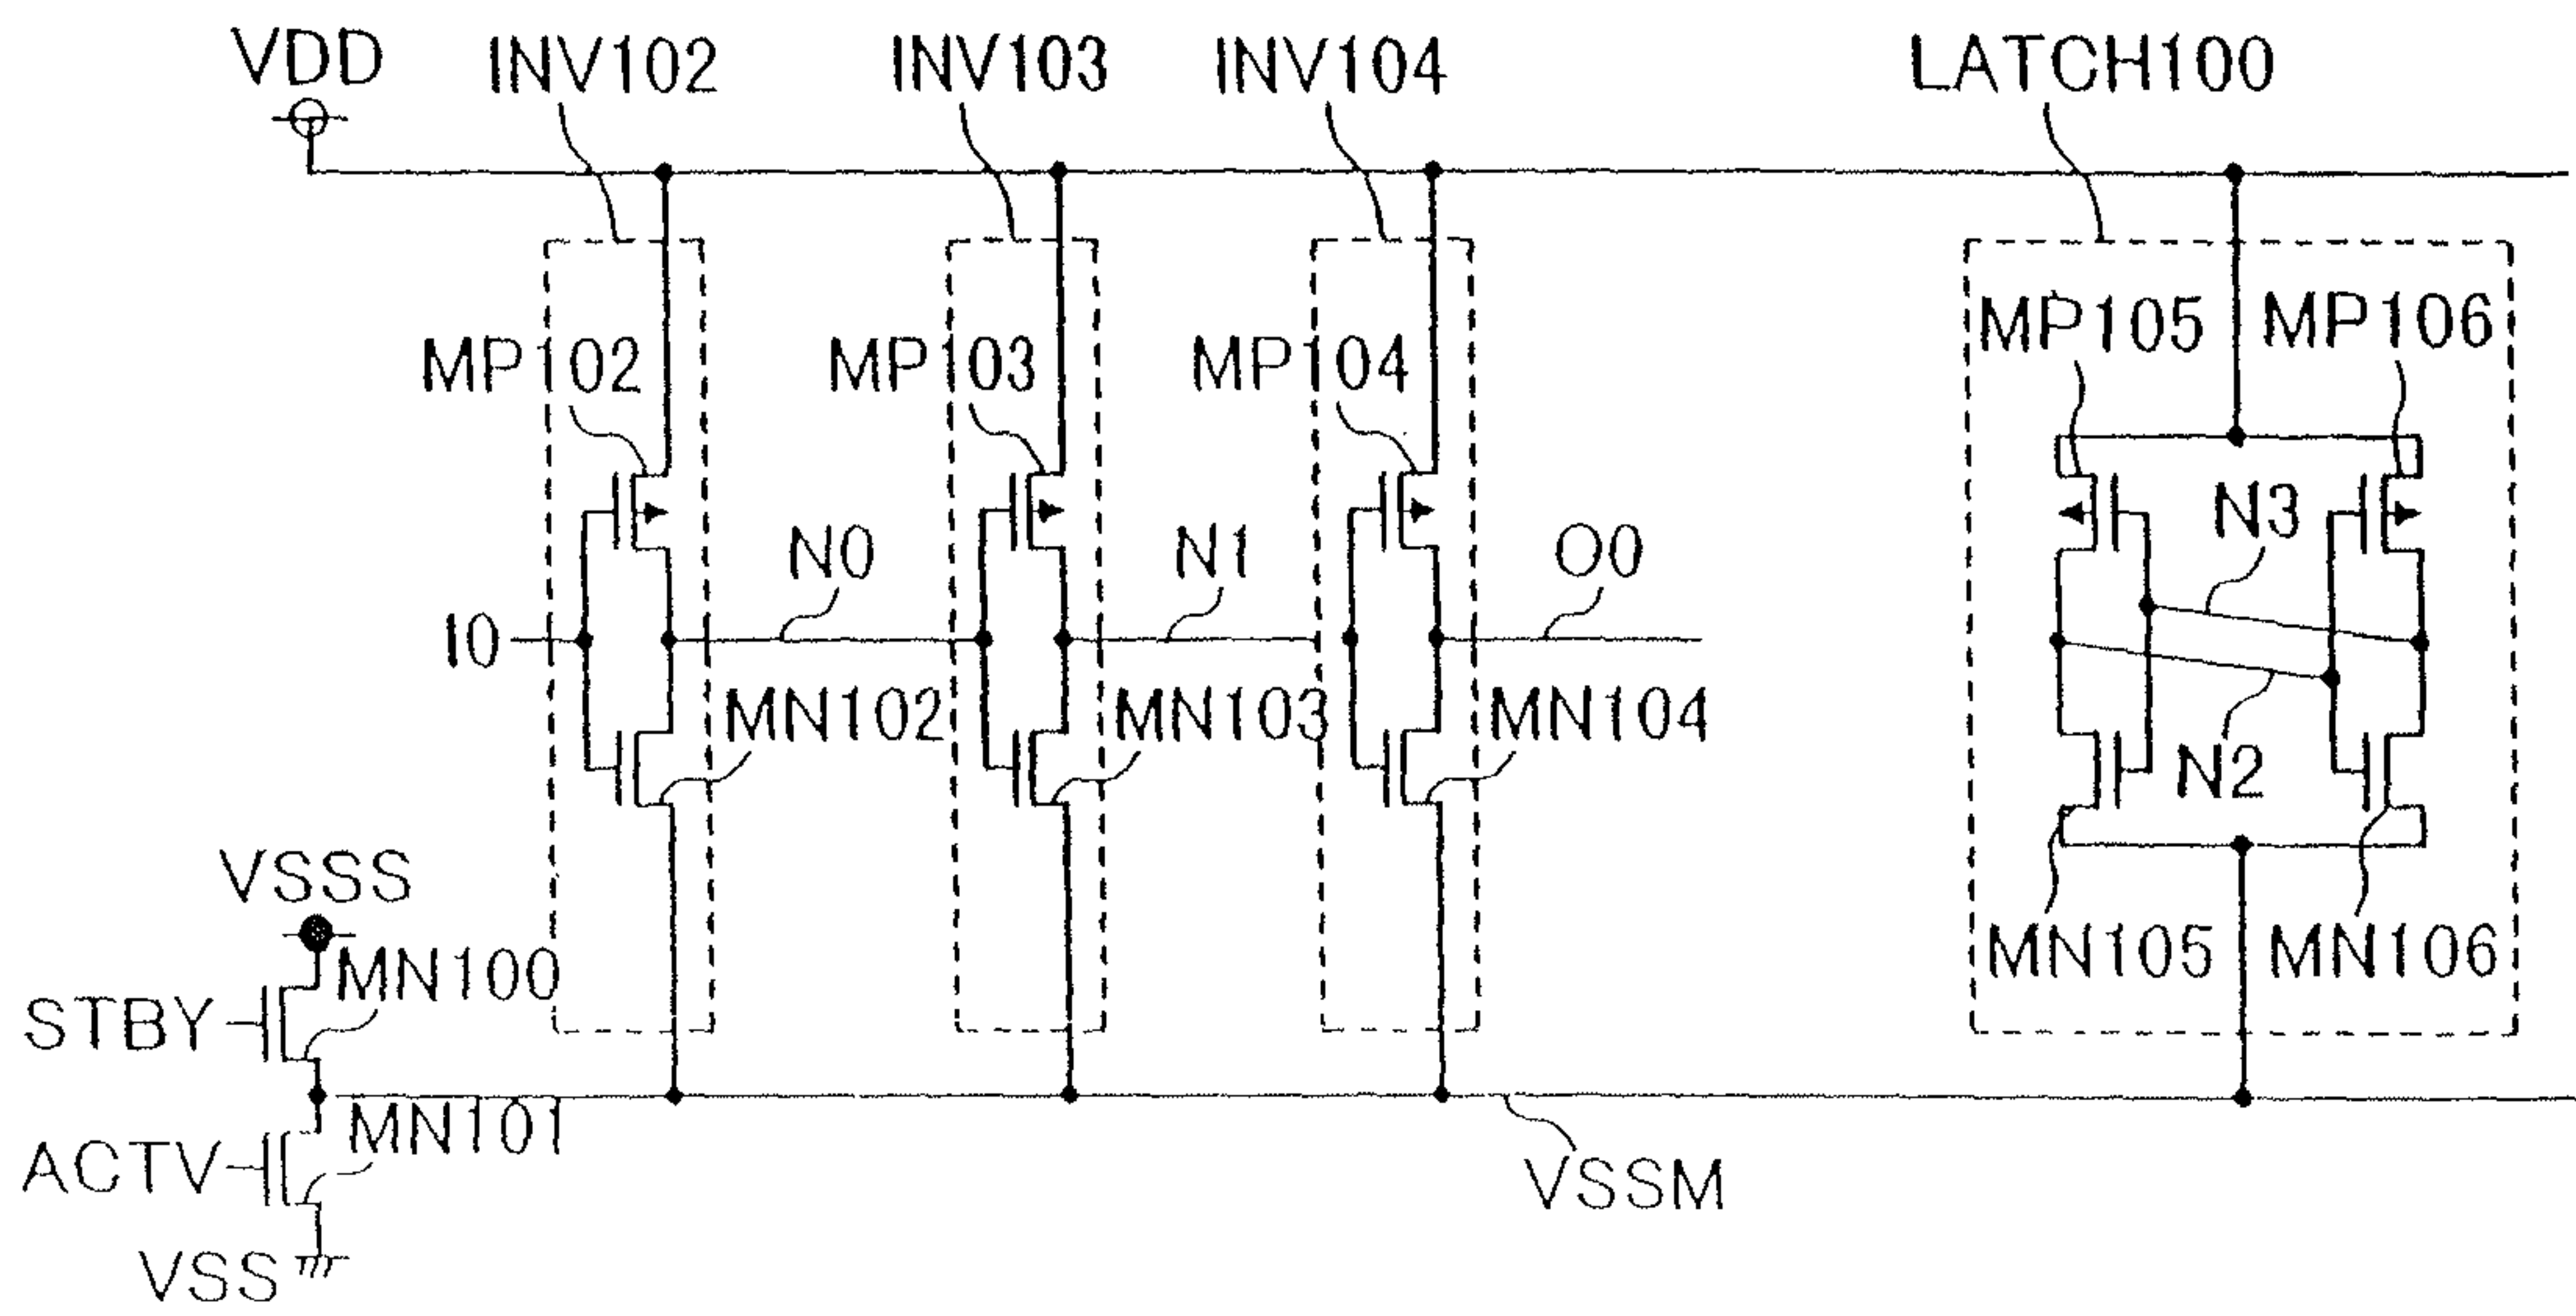 VDD INV102 INV103 INV104 LATCH100
MP105 MP106
MP102 MP103 MP104
N3
N0 N1 O0
I0
MN102 MN103 MN104
N2
VSSS
MN105 MN106
MN100
STBY
MN101
ACTV
VSSM
VSS